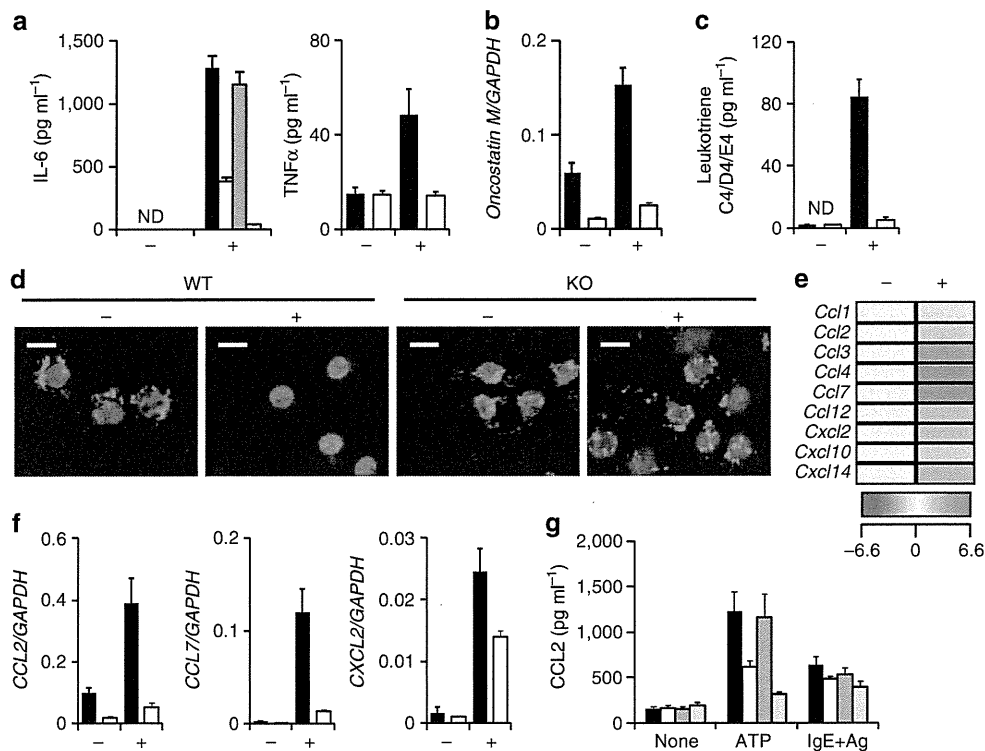 a
IL-6 (pg ml⁻¹)
1,500
1,000
500
0
ND
– +
TNFα (pg ml⁻¹)
80
40
0
– +
b
Oncostatin M/GAPDH
0.2
0.1
0
– +
c
Leukotriene
C4/D4/E4 (pg ml⁻¹)
120
80
40
0
ND
– +
d
WT KO
– + – +
e
– +
Ccl1
Ccl2
Ccl3
Ccl4
Ccl7
Ccl12
Cxcl2
Cxcl10
Cxcl14
–6.6 0 6.6
f
CCL2/GAPDH
0.6
0.4
0.2
0
– +
CCL7/GAPDH
0.2
0.1
0
– +
CXCL2/GAPDH
0.03
0.02
0.01
0
– +
g
CCL2 (pg ml⁻¹)
2,000
1,500
1,000
500
0
None ATP IgE+Ag